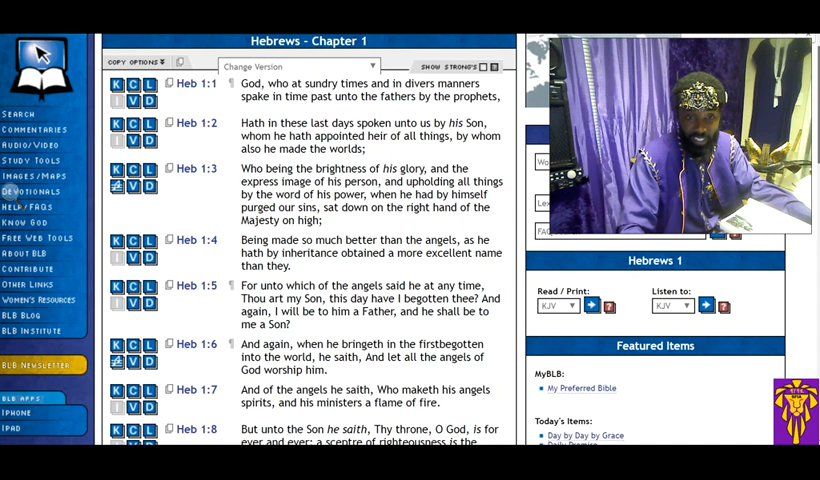 Hebrews - Chapter 1
COPY OPTIONS
Change Version
SHOW STRONG'S
SEARCH
COMMENTARIES
AUDIO/VIDEO
STUDY TOOLS
IMAGES/MAPS
DEVOTIONALS
HELP/FAQS
KNOW GOD
FREE WEB TOOLS
ABOUT BLB
CONTRIBUTE
OTHER LINKS
WOMEN'S RESOURCES
BLB BLOG
BLB INSTITUTE
BLB NEWSLETTER
BLB APPS
IPHONE
IPAD
K C L Heb 1:1 ¶ God, who at sundry times and in divers manners
I V D spake in time past unto the fathers by the prophets,
K C L Heb 1:2 Hath in these last days spoken unto us by his Son,
I V D whom he hath appointed heir of all things, by whom
also he made the worlds;
K C L Heb 1:3 Who being the brightness of his glory, and the
V D express image of his person, and upholding all things
by the word of his power, when he had by himself
purged our sins, sat down on the right hand of the
Majesty on high;
K C L Heb 1:4 Being made so much better than the angels, as he
I V D hath by inheritance obtained a more excellent name
than they.
K C L Heb 1:5 ¶ For unto which of the angels said he at any time,
I V D Thou art my Son, this day have I begotten thee? And
again, I will be to him a Father, and he shall be to
me a Son?
K C L Heb 1:6 ¶ And again, when he bringeth in the firstbegotten
V D into the world, he saith, And let all the angels of
God worship him.
K C L Heb 1:7 And of the angels he saith, Who maketh his angels
I V D spirits, and his ministers a flame of fire.
K C L Heb 1:8 But unto the Son he saith, Thy throne, O God, is for
ever and ever: a sceptre of righteousness is the
Wo
Lex
FAQ
Hebrews 1
Read / Print:
Listen to:
KJV
KJV
Featured Items
MyBLB:
My Preferred Bible
Today's Items:
Day by Day by Grace
Daily Promise